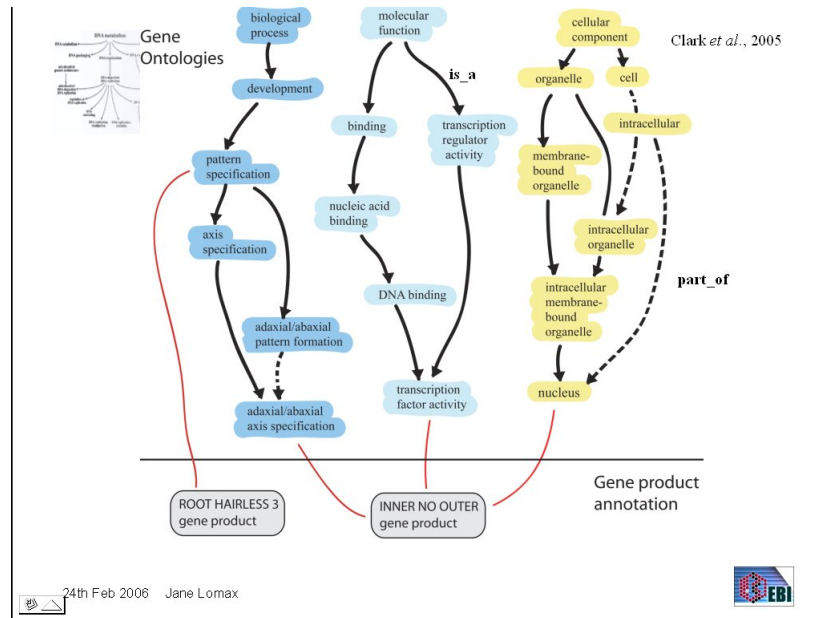 Gene
Ontologies
biological
process
development
pattern
specification
axis
specification
adaxial/abaxial
pattern formation
adaxial/abaxial
axis specification
molecular
function
is_a
binding
transcription
regulator
activity
nucleic acid
binding
DNA binding
transcription
factor activity
cellular
component
Clark et al., 2005
organelle
cell
intracellular
membrane-
bound
organelle
intracellular
organelle
part_of
intracellular
membrane-
bound
organelle
nucleus
Gene product
annotation
ROOT HAIRLESS 3
gene product
INNER NO OUTER
gene product
24th Feb 2006 Jane Lomax
EBI